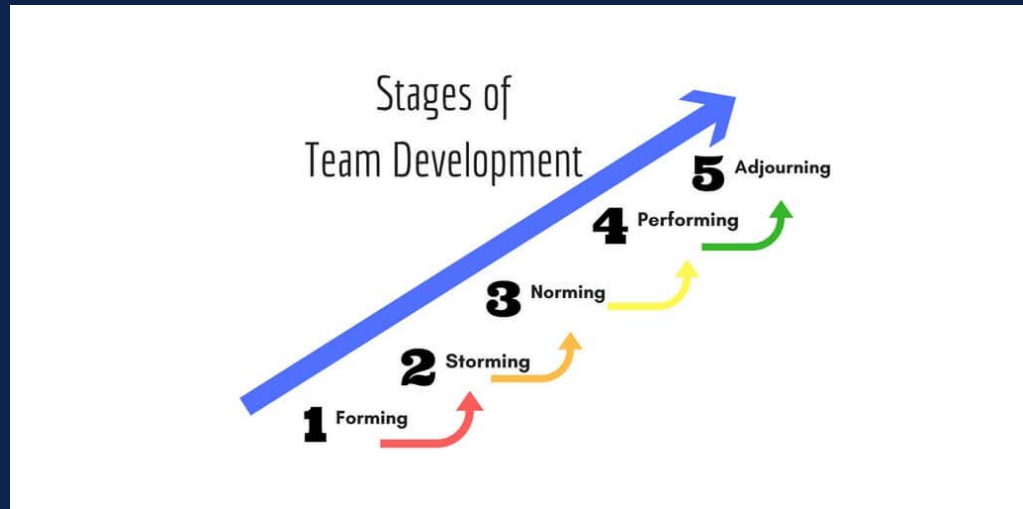 Stages of
Team Development
1 Forming
2 Storming
3 Norming
4 Performing
5 Adjourning